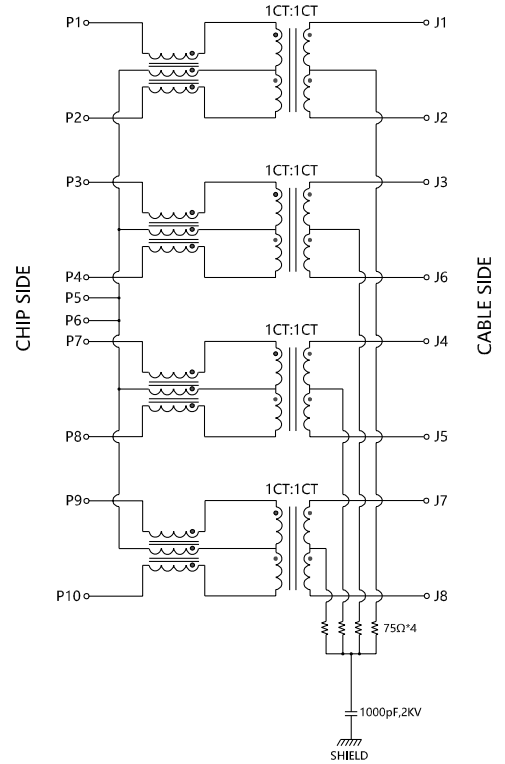 1CT:1CT
P1 J1
P2 J2
1CT:1CT
P3 J3
P4 J6
P5
P6
CHIP SIDE
CABLE SIDE
1CT:1CT
P7 J4
P8 J5
1CT:1CT
P9 J7
P10 J8
75Ω*4
1000pF,2KV
SHIELD